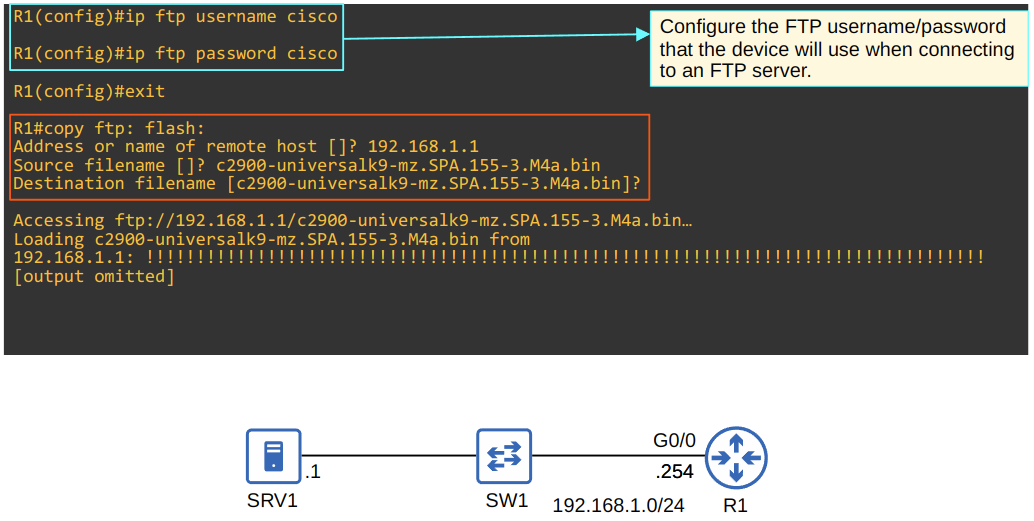 R1(config)#ip ftp username cisco
R1(config)#ip ftp password cisco
R1(config)#exit
R1#copy ftp: flash:
Address or name of remote host []? 192.168.1.1
Source filename []? c2900-universalk9-mz.SPA.155-3.M4a.bin
Destination filename [c2900-universalk9-mz.SPA.155-3.M4a.bin]?
Accessing ftp://192.168.1.1/c2900-universalk9-mz.SPA.155-3.M4a.bin…
Loading c2900-universalk9-mz.SPA.155-3.M4a.bin from
192.168.1.1: !!!!!!!!!!!!!!!!!!!!!!!!!!!!!!!!!!!!!!!!!!!!!!!!!!!!!!!!!!!!!!!!!!!!!!!!!!!!!!!!!!!
[output omitted]
Configure the FTP username/password
that the device will use when connecting
to an FTP server.
G0/0
.1
.254
SRV1
SW1
192.168.1.0/24
R1